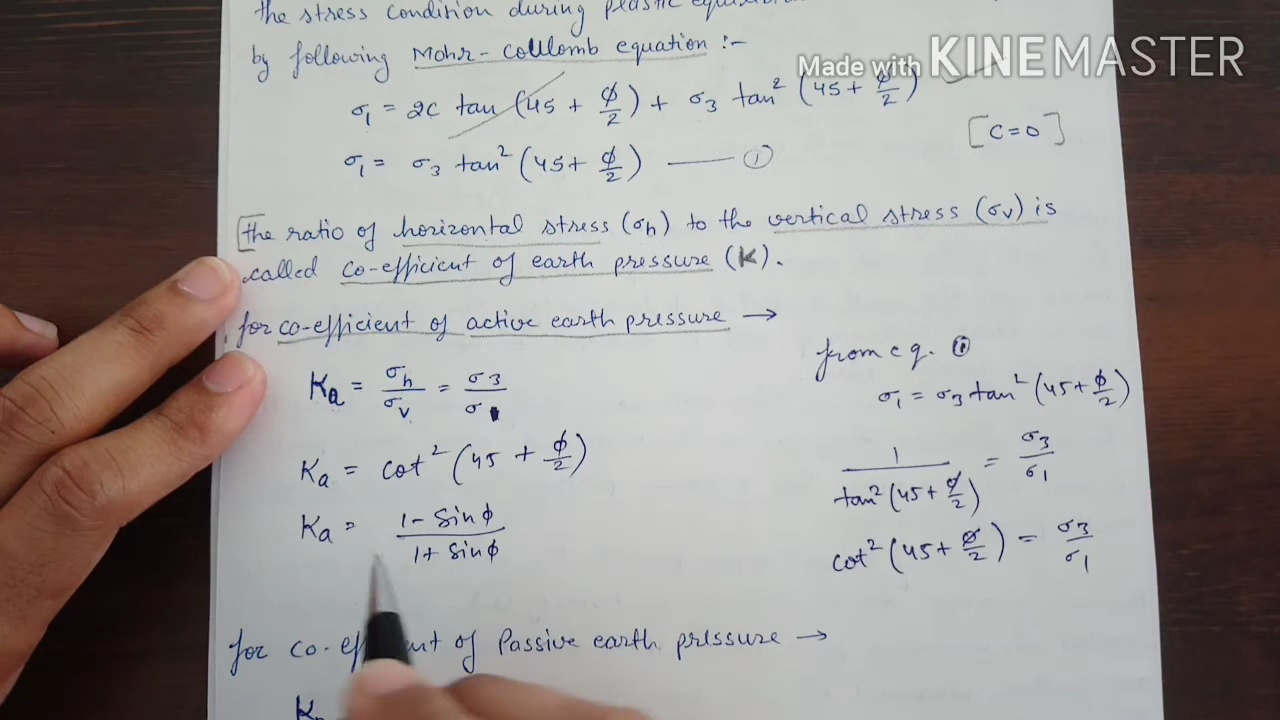 the stress condition during plastic
by following Mohr-coulomb equation :-
Made with KINEMASTER
σ1 = 2c tan (45 + φ/2) + σ3 tan² (45 + φ/2)
[c=0]
σ1 = σ3 tan² (45 + φ/2) —— ①
[the ratio of horizontal stress (σh) to the vertical stress (σv) is
called co-efficient of earth pressure (K).
for co-efficient of active earth pressure →
Ka = σh/σv = σ3/σ
Ka = cot² (45 + φ/2)
Ka = 1- sinφ / 1+ sinφ
from eq. ①
σ1 = σ3 tan² (45 + φ/2)
1 / tan² (45 + φ/2) = σ3/σ1
cot² (45 + φ/2) = σ3/σ1
for co-eff of Passive earth pressure →